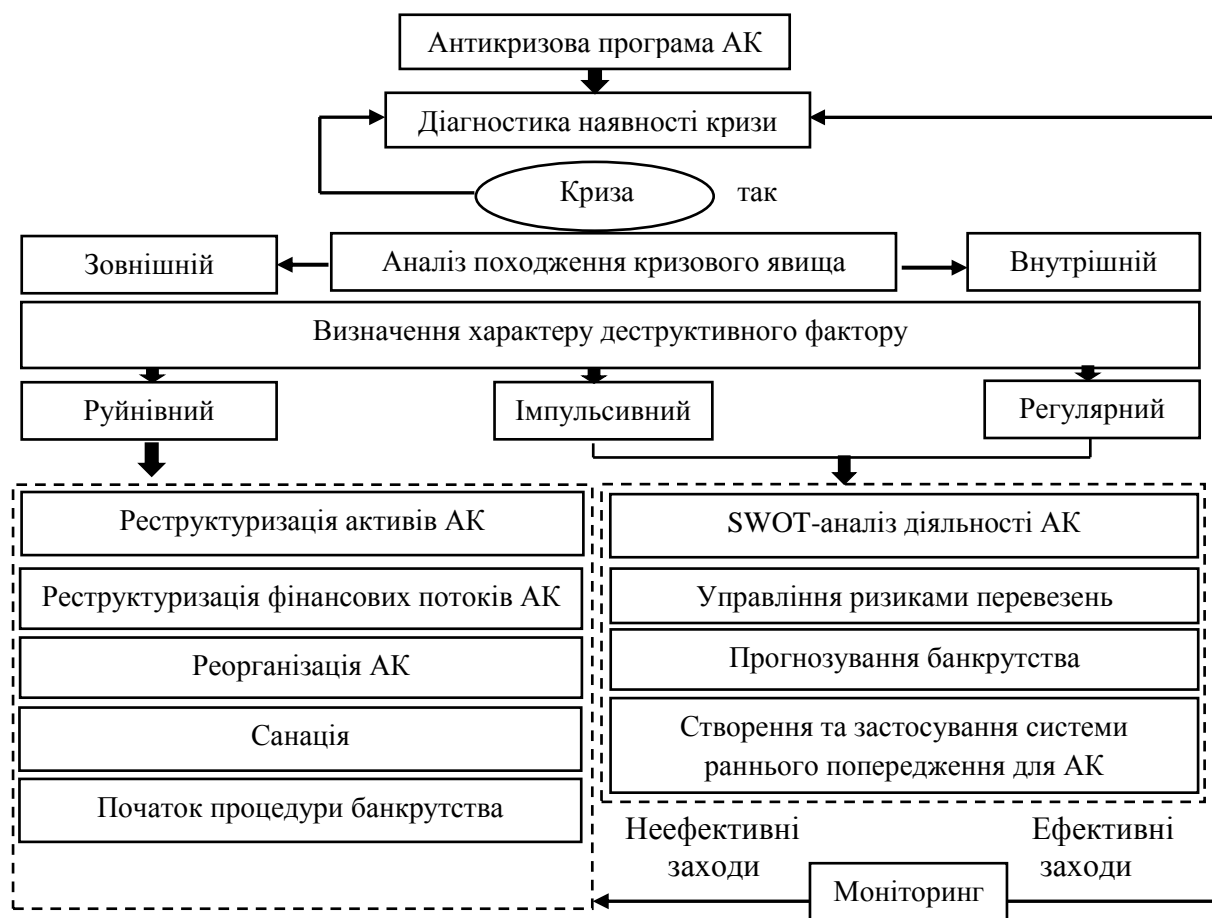 Антикризова програма АК
Діагностика наявності кризи
Криза
так
Зовнішній
Аналіз походження кризового явища
Внутрішній
Визначення характеру деструктивного фактору
Руйнівний
Імпульсивний
Регулярний
Реструктуризація активів АК
Реструктуризація фінансових потоків АК
Реорганізація АК
Санація
Початок процедури банкрутства
SWOT-аналіз діяльності АК
Управління ризиками перевезень
Прогнозування банкрутства
Створення та застосування системи
раннього попередження для АК
Неефективні
заходи
Ефективні
заходи
Моніторинг